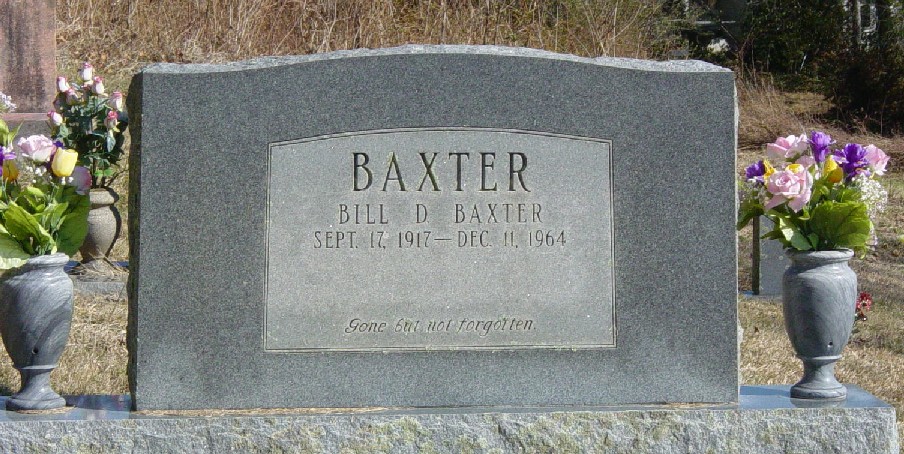 BAXTER
BILL D BAXTER
SEPT. 17, 1917—DEC. 11, 1964
Gone but not forgotten.